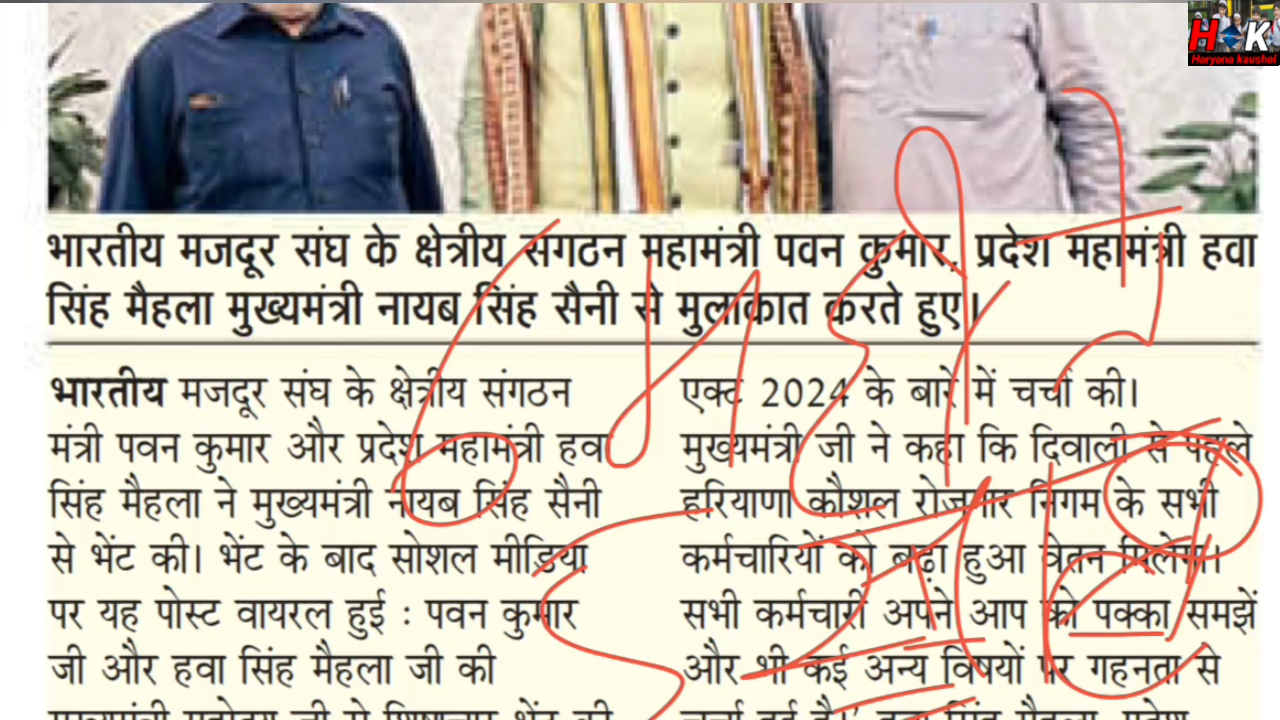 H K
Haryana kaushal
भारतीय मजदूर संघ के क्षेत्रीय संगठन महामंत्री पवन कुमार, प्रदेश महामंत्री हवा
सिंह मैहला मुख्यमंत्री नायब सिंह सैनी से मुलाकात करते हुए।
भारतीय मजदूर संघ के क्षेत्रीय संगठन
मंत्री पवन कुमार और प्रदेश महामंत्री हवा
सिंह मैहला ने मुख्यमंत्री नायब सिंह सैनी
से भेंट की। भेंट के बाद सोशल मीडिया
पर यह पोस्ट वायरल हुई : पवन कुमार
जी और हवा सिंह मैहला जी की
एक्ट 2024 के बारे में चर्चा की।
मुख्यमंत्री जी ने कहा कि दिवाली से पहले
हरियाणा कौशल रोजगार निगम के सभी
कर्मचारियों को बढ़ा हुआ वेतन मिलेगा।
सभी कर्मचारी अपने आप को पक्का समझें
और भी कई अन्य विषयों पर गहनता से